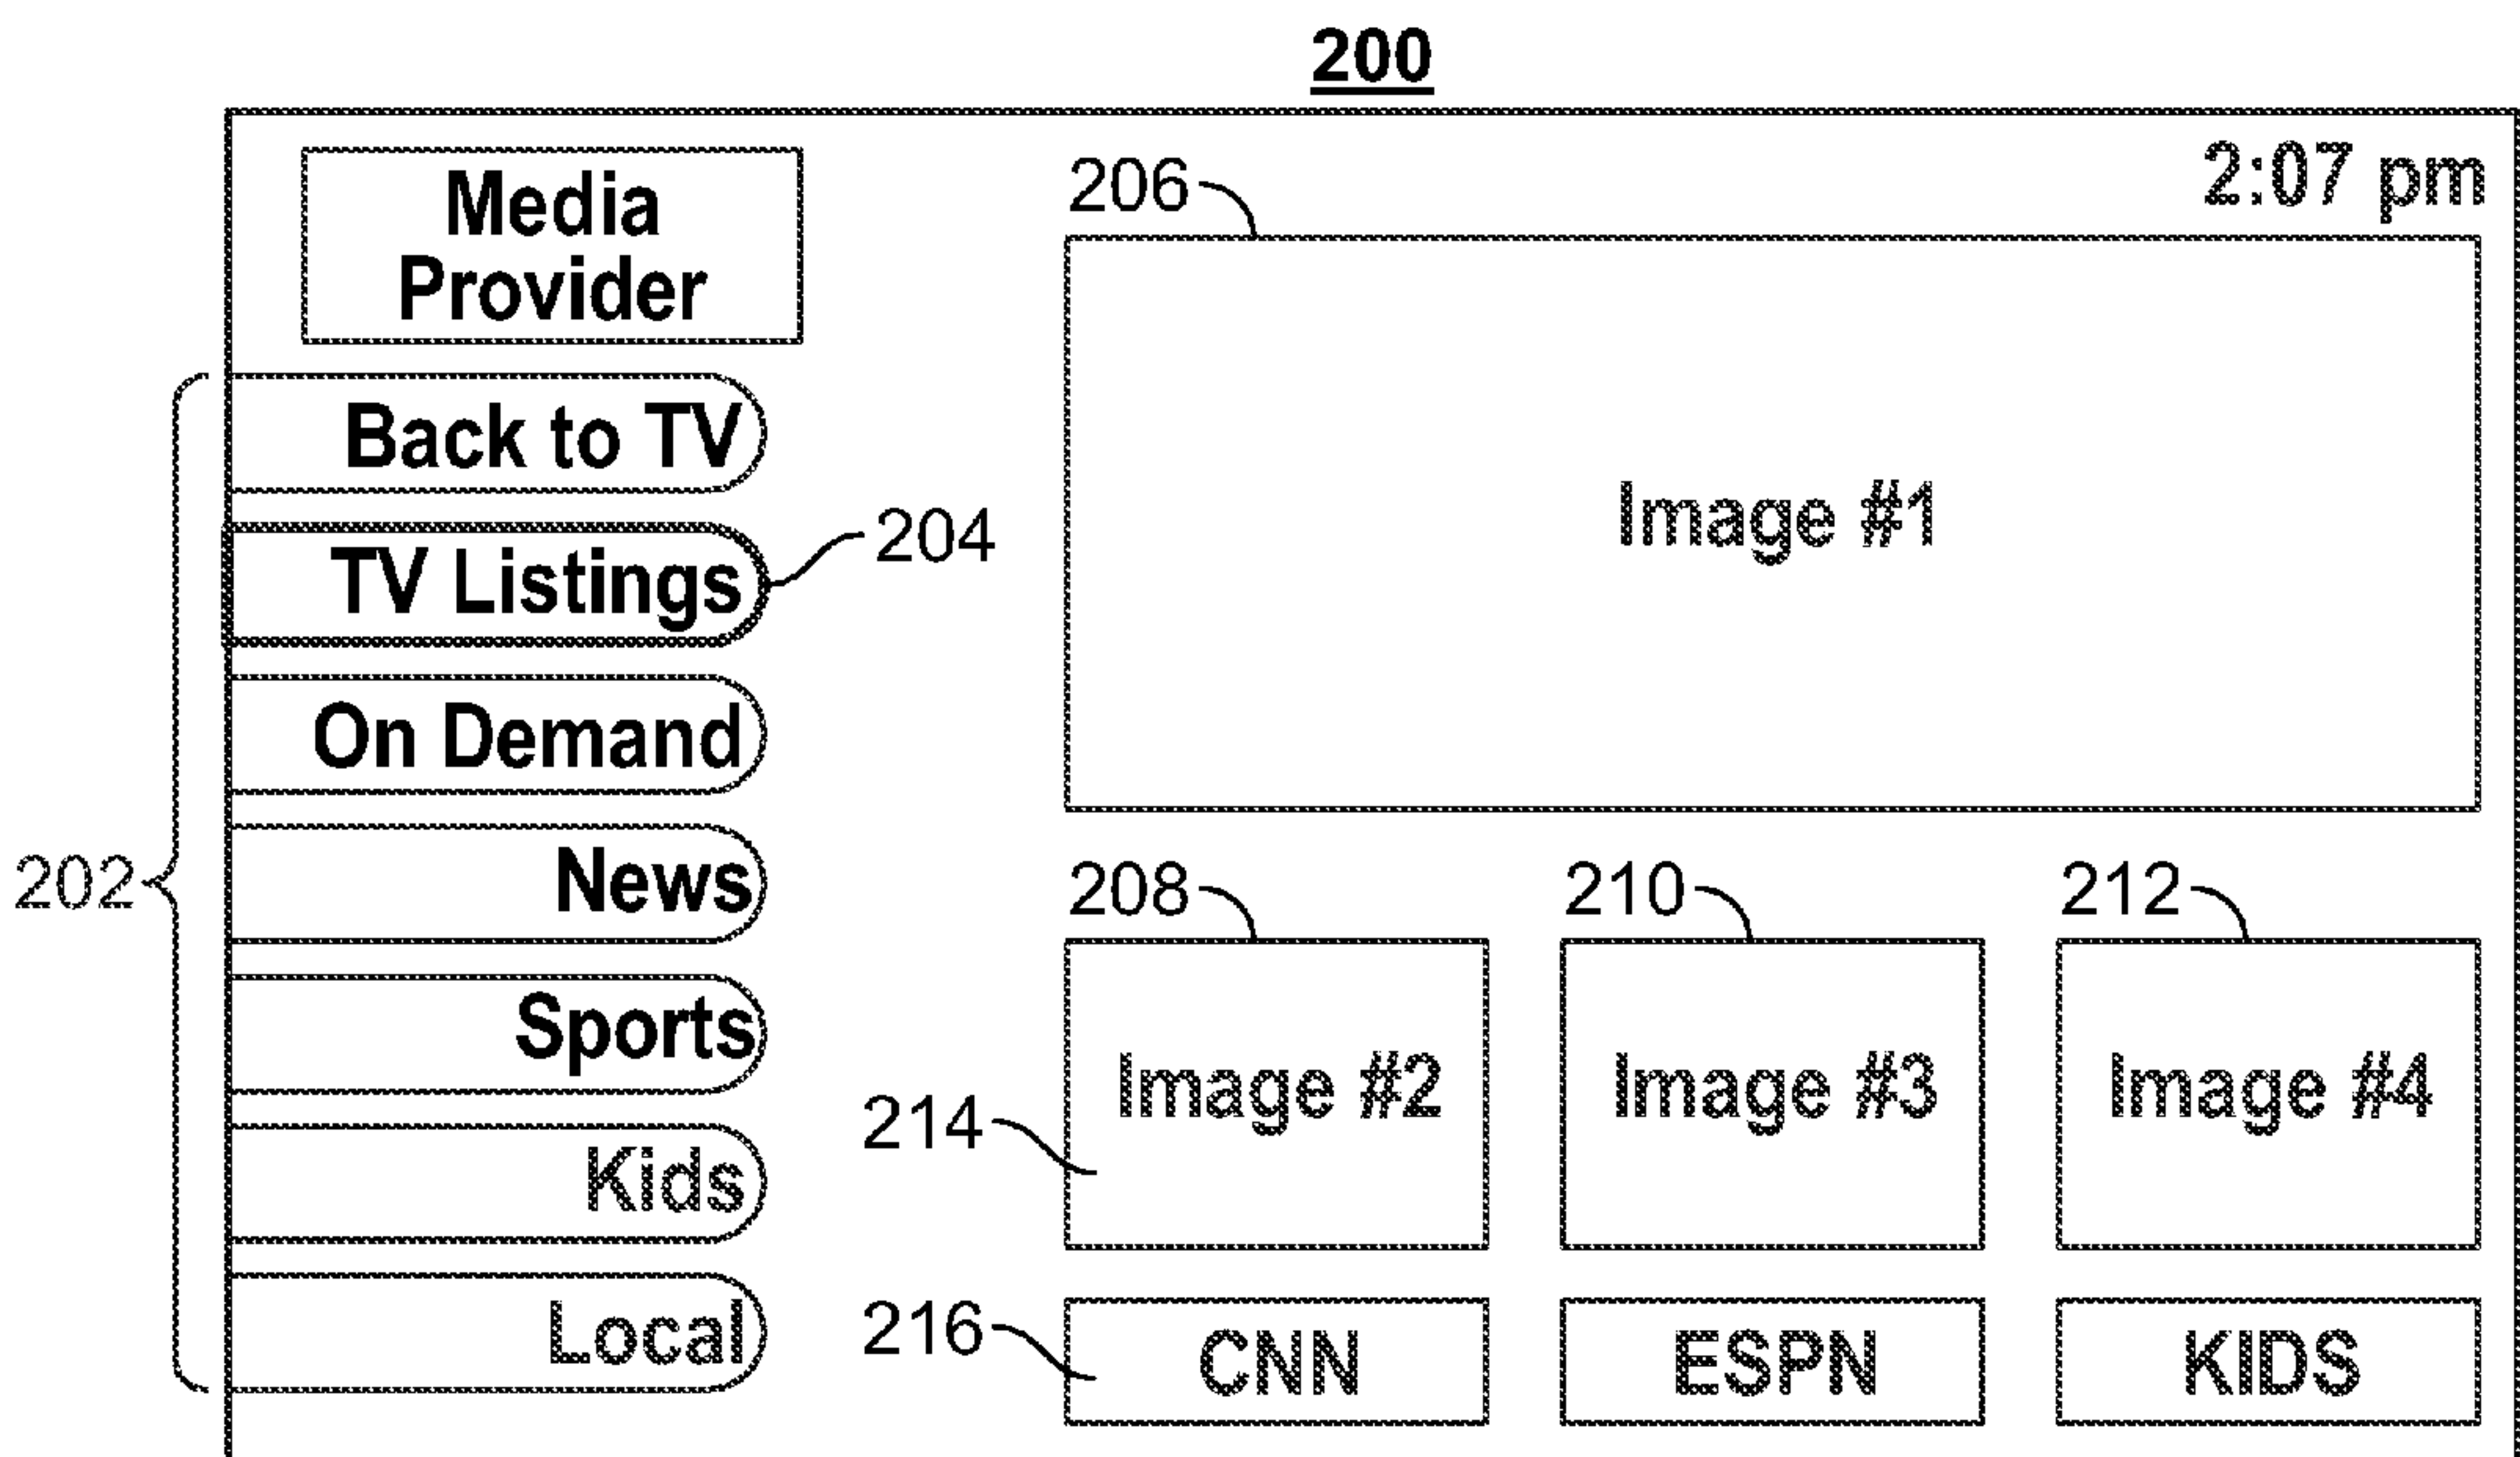 200
2:07 pm
Media
Provider
206
Image #1
202
Back to TV
TV Listings
204
On Demand
News
Sports
Kids
Local
208
210
212
Image #2
Image #3
Image #4
214
216
CNN
ESPN
KIDS